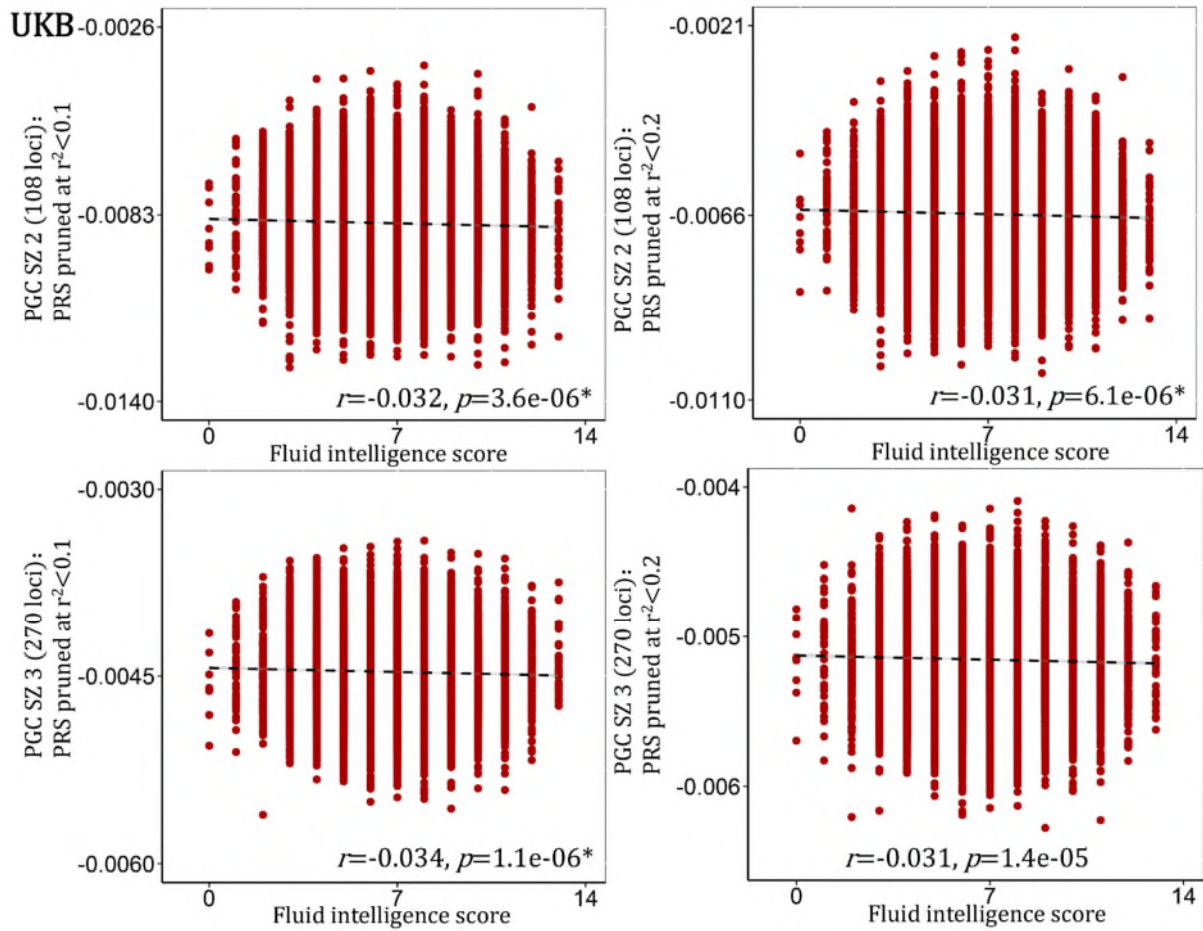 UKB
PGC SZ 2 (108 loci):
PRS pruned at r²<0.1
-0.0026
-0.0083
-0.0140
r=-0.032, p=3.6e-06*
0
7
14
Fluid intelligence score
PGC SZ 2 (108 loci):
PRS pruned at r²<0.2
-0.0021
-0.0066
-0.0110
r=-0.031, p=6.1e-06*
0
7
14
Fluid intelligence score
PGC SZ 3 (270 loci):
PRS pruned at r²<0.1
-0.0030
-0.0045
-0.0060
r=-0.034, p=1.1e-06*
0
7
14
Fluid intelligence score
PGC SZ 3 (270 loci):
PRS pruned at r²<0.2
-0.004
-0.005
-0.006
r=-0.031, p=1.4e-05
0
7
14
Fluid intelligence score